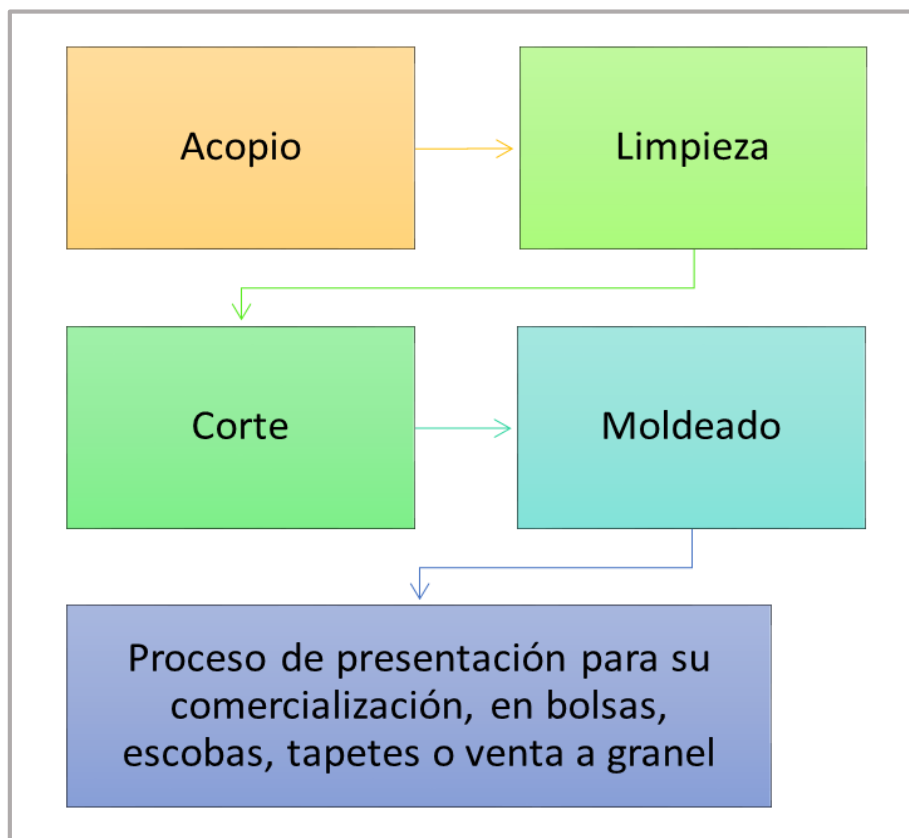 Acopio
Limpieza
Corte
Moldeado
Proceso de presentación para su
comercialización, en bolsas,
escobas, tapetes o venta a granel